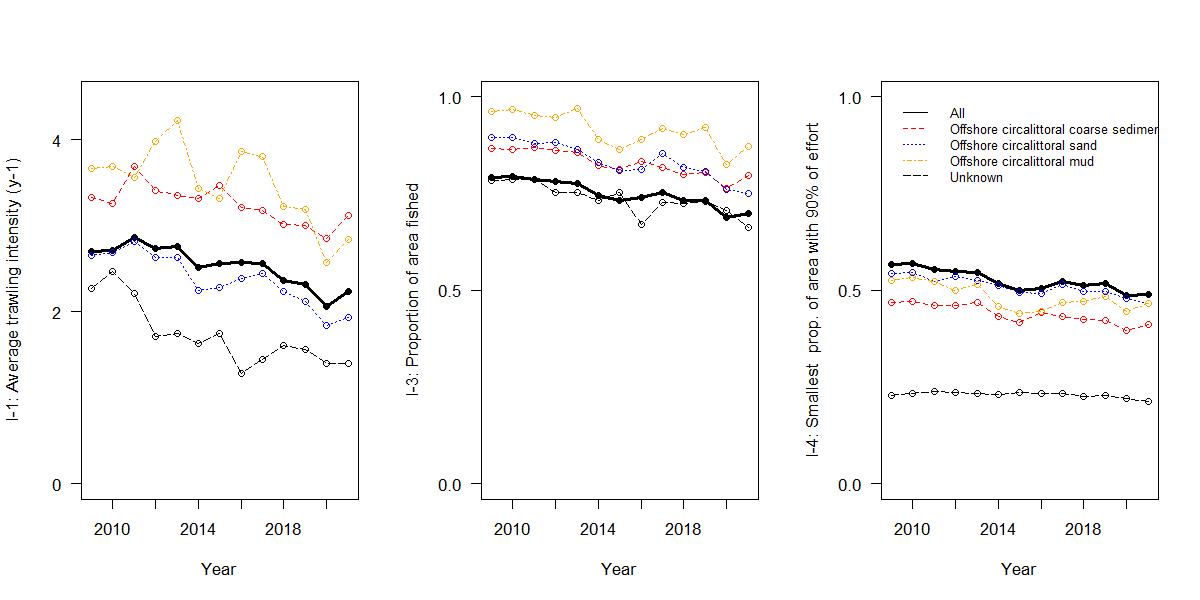 I-1: Average trawling intensity (y-1)
4
2
0
2010 2014 2018
Year
I-3: Proportion of area fished
1.0
0.5
0.0
2010 2014 2018
Year
I-4: Smallest prop. of area with 90% of effort
1.0
0.5
0.0
2010 2014 2018
Year
All
Offshore circalittoral coarse sedimer
Offshore circalittoral sand
Offshore circalittoral mud
Unknown